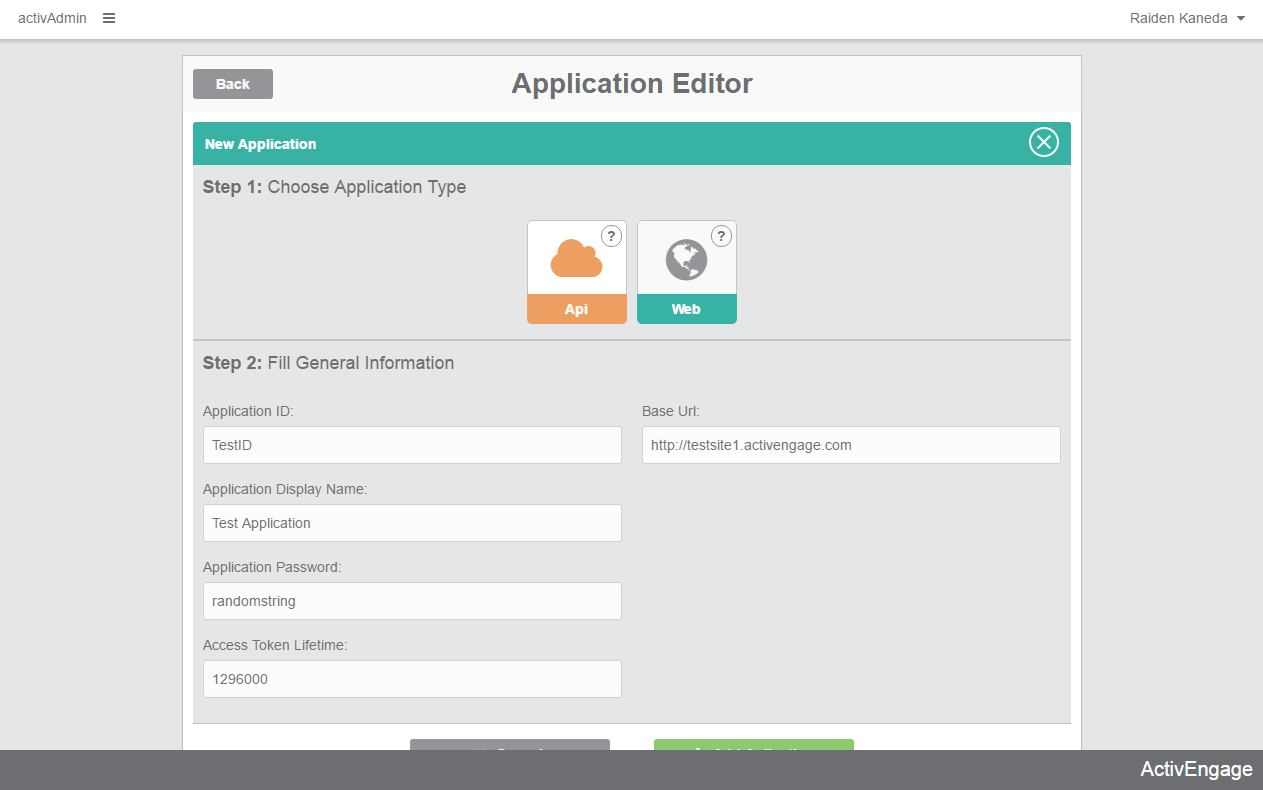 activAdmin
Raiden Kaneda
Back
Application Editor
New Application
Step 1: Choose Application Type
? ?
Api Web
Step 2: Fill General Information
Application ID: Base Url:
TestID http://testsite1.activengage.com
Application Display Name:
Test Application
Application Password:
randomstring
Access Token Lifetime:
1296000
ActivEngage